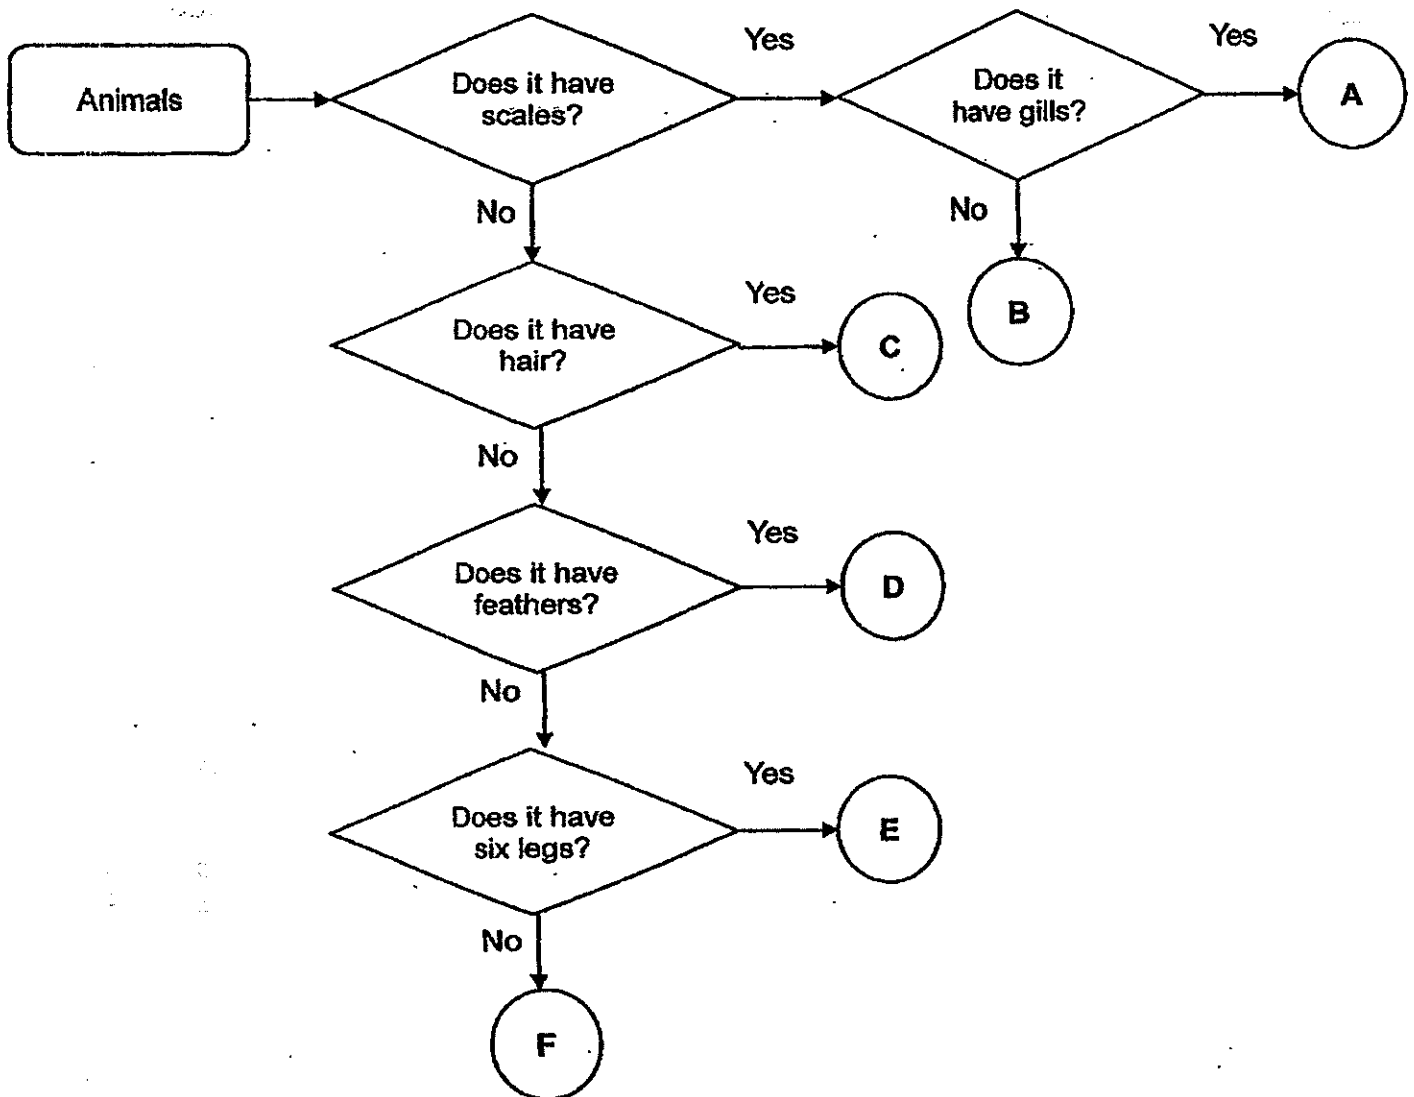 Animals
Does it have
scales?
Yes
Does it
have gills?
Yes
A
No
No
B
Does it have
hair?
Yes
C
No
Does it have
feathers?
Yes
D
No
Does it have
six legs?
Yes
E
No
F